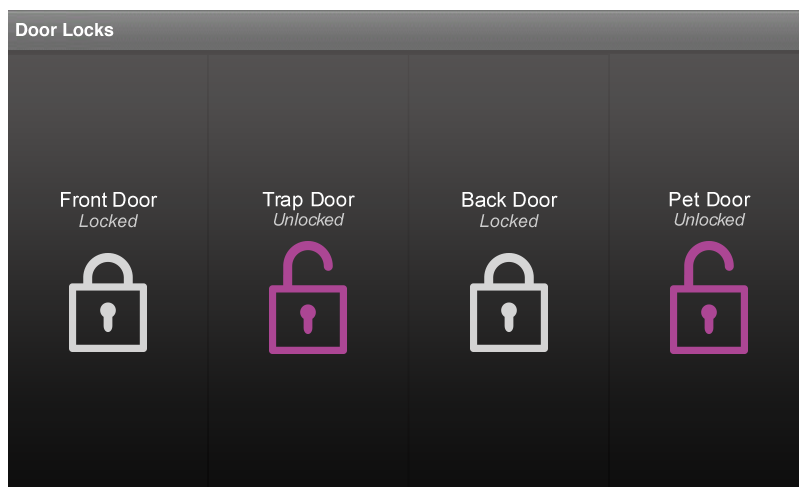 Door Locks
Front Door
Locked
Trap Door
Unlocked
Back Door
Locked
Pet Door
Unlocked